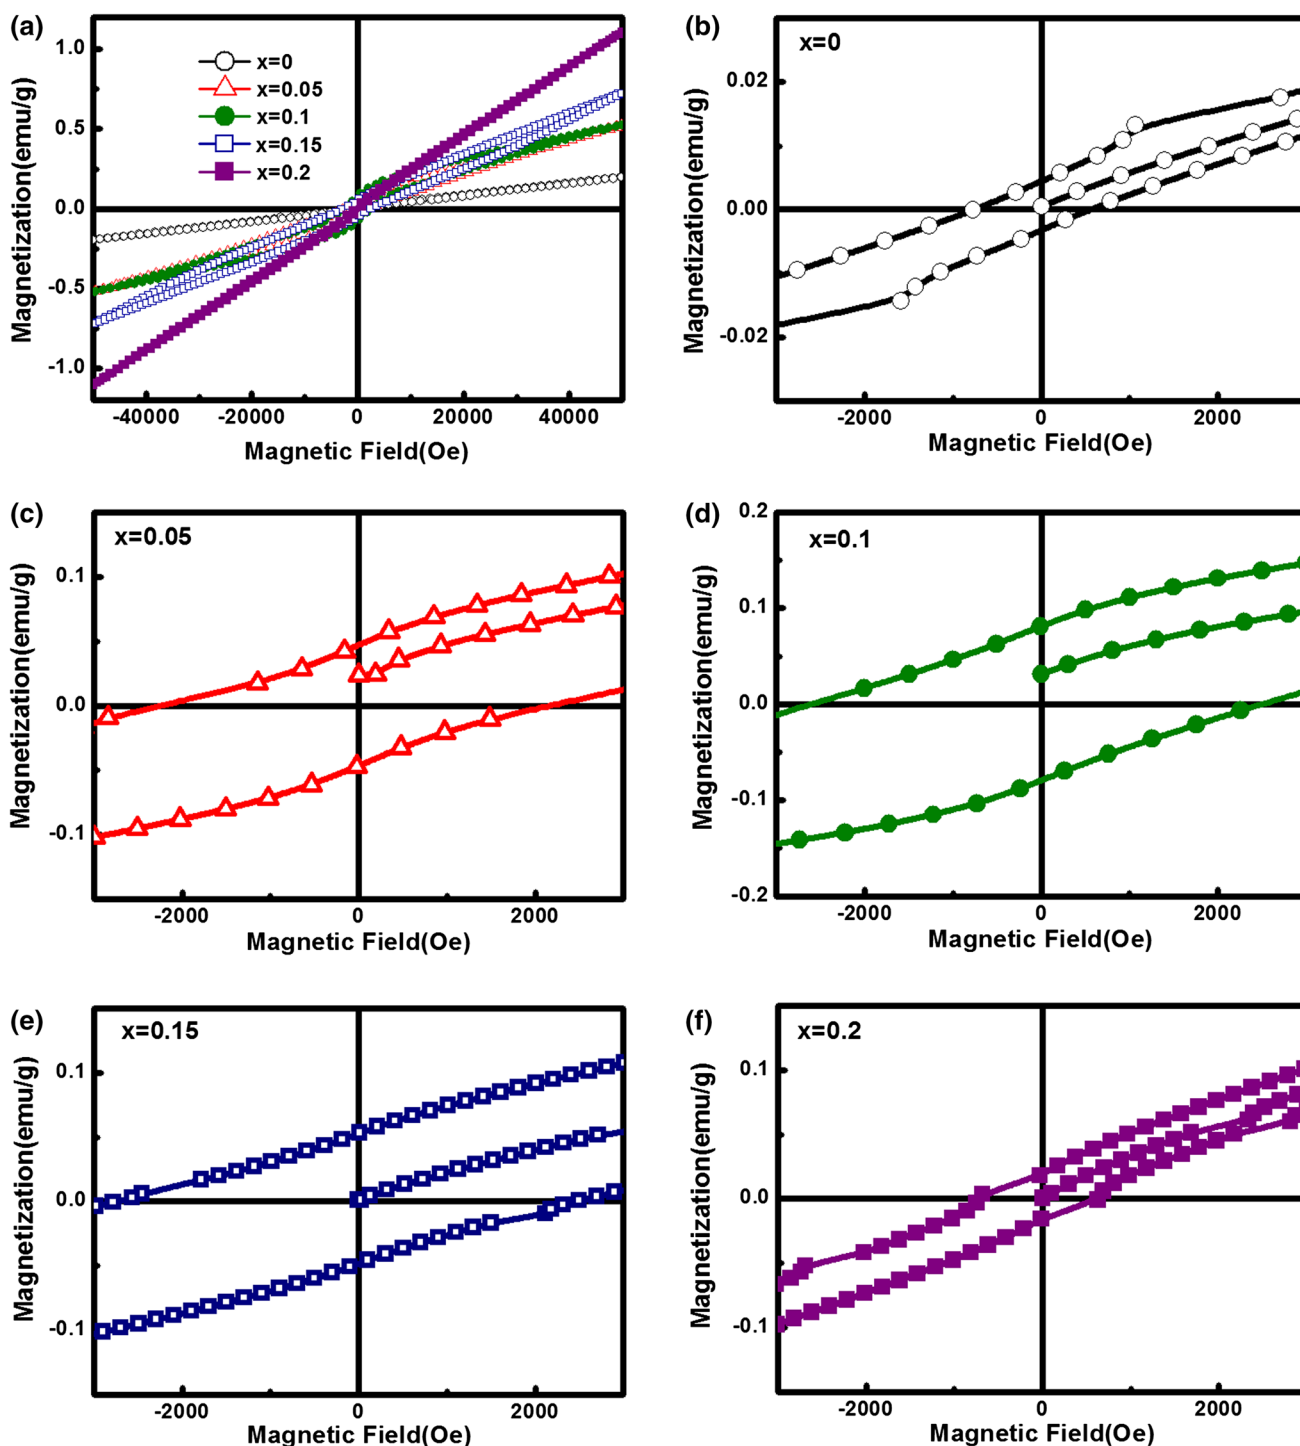 (a)
Magnetization(emu/g)
1.0
0.5
0.0
-0.5
-1.0
x=0
x=0.05
x=0.1
x=0.15
x=0.2
-40000 -20000 0 20000 40000
Magnetic Field(Oe)
(b)
Magnetization(emu/g)
x=0
0.02
0.00
-0.02
-2000 0 2000
Magnetic Field(Oe)
(c)
Magnetization(emu/g)
x=0.05
0.1
0.0
-0.1
-2000 0 2000
Magnetic Field(Oe)
(d)
Magnetization(emu/g)
0.2
x=0.1
0.1
0.0
-0.1
-0.2
-2000 0 2000
Magnetic Field(Oe)
(e)
Magnetization(emu/g)
x=0.15
0.1
0.0
-0.1
-2000 0 2000
Magnetic Field(Oe)
(f)
Magnetization(emu/g)
x=0.2
0.1
0.0
-0.1
-2000 0 2000
Magnetic Field(Oe)